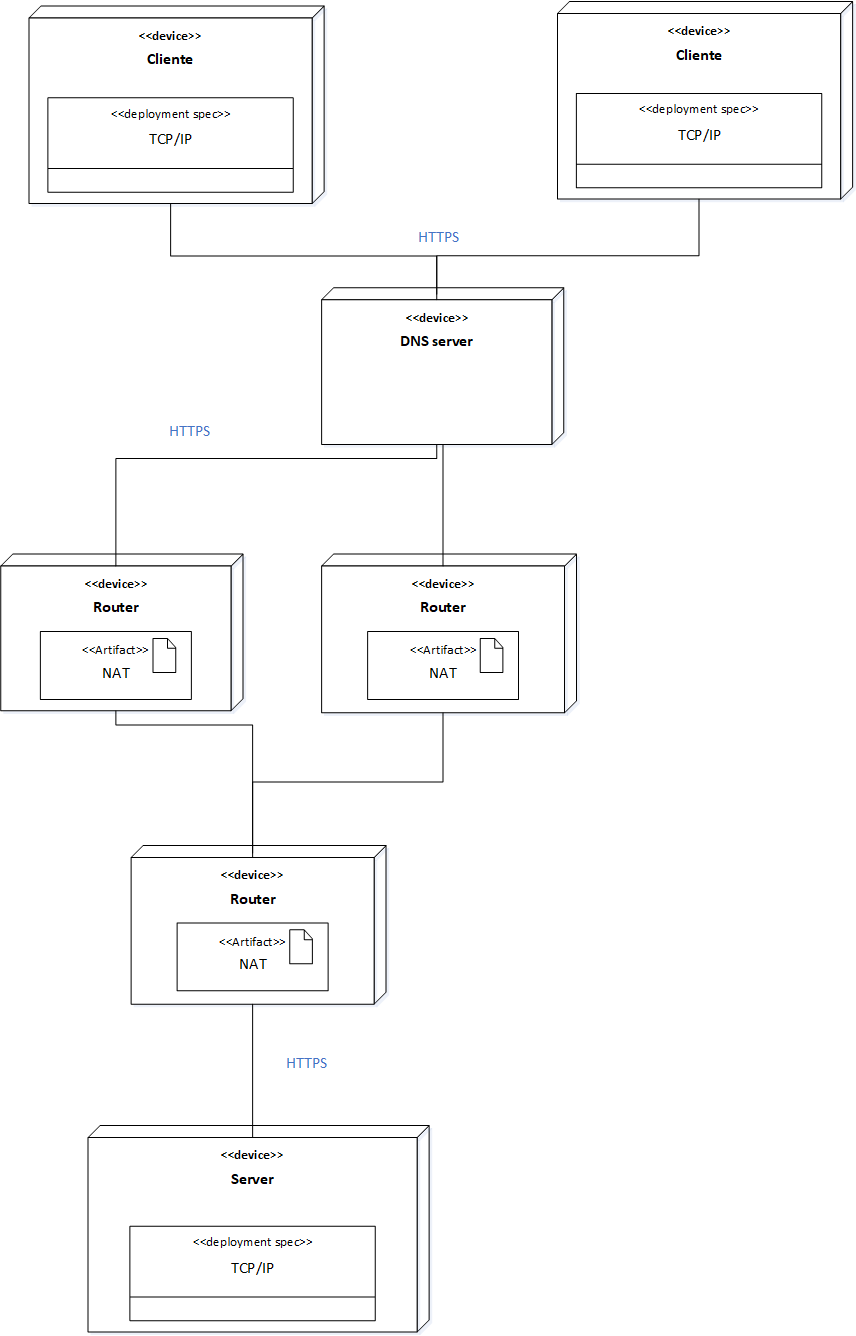 <<device>>
Cliente
<<deployment spec>>
TCP/IP
<<device>>
Cliente
<<deployment spec>>
TCP/IP
HTTPS
<<device>>
DNS server
HTTPS
<<device>>
Router
<<Artifact>>
NAT
<<device>>
Router
<<Artifact>>
NAT
<<device>>
Router
<<Artifact>>
NAT
HTTPS
<<device>>
Server
<<deployment spec>>
TCP/IP